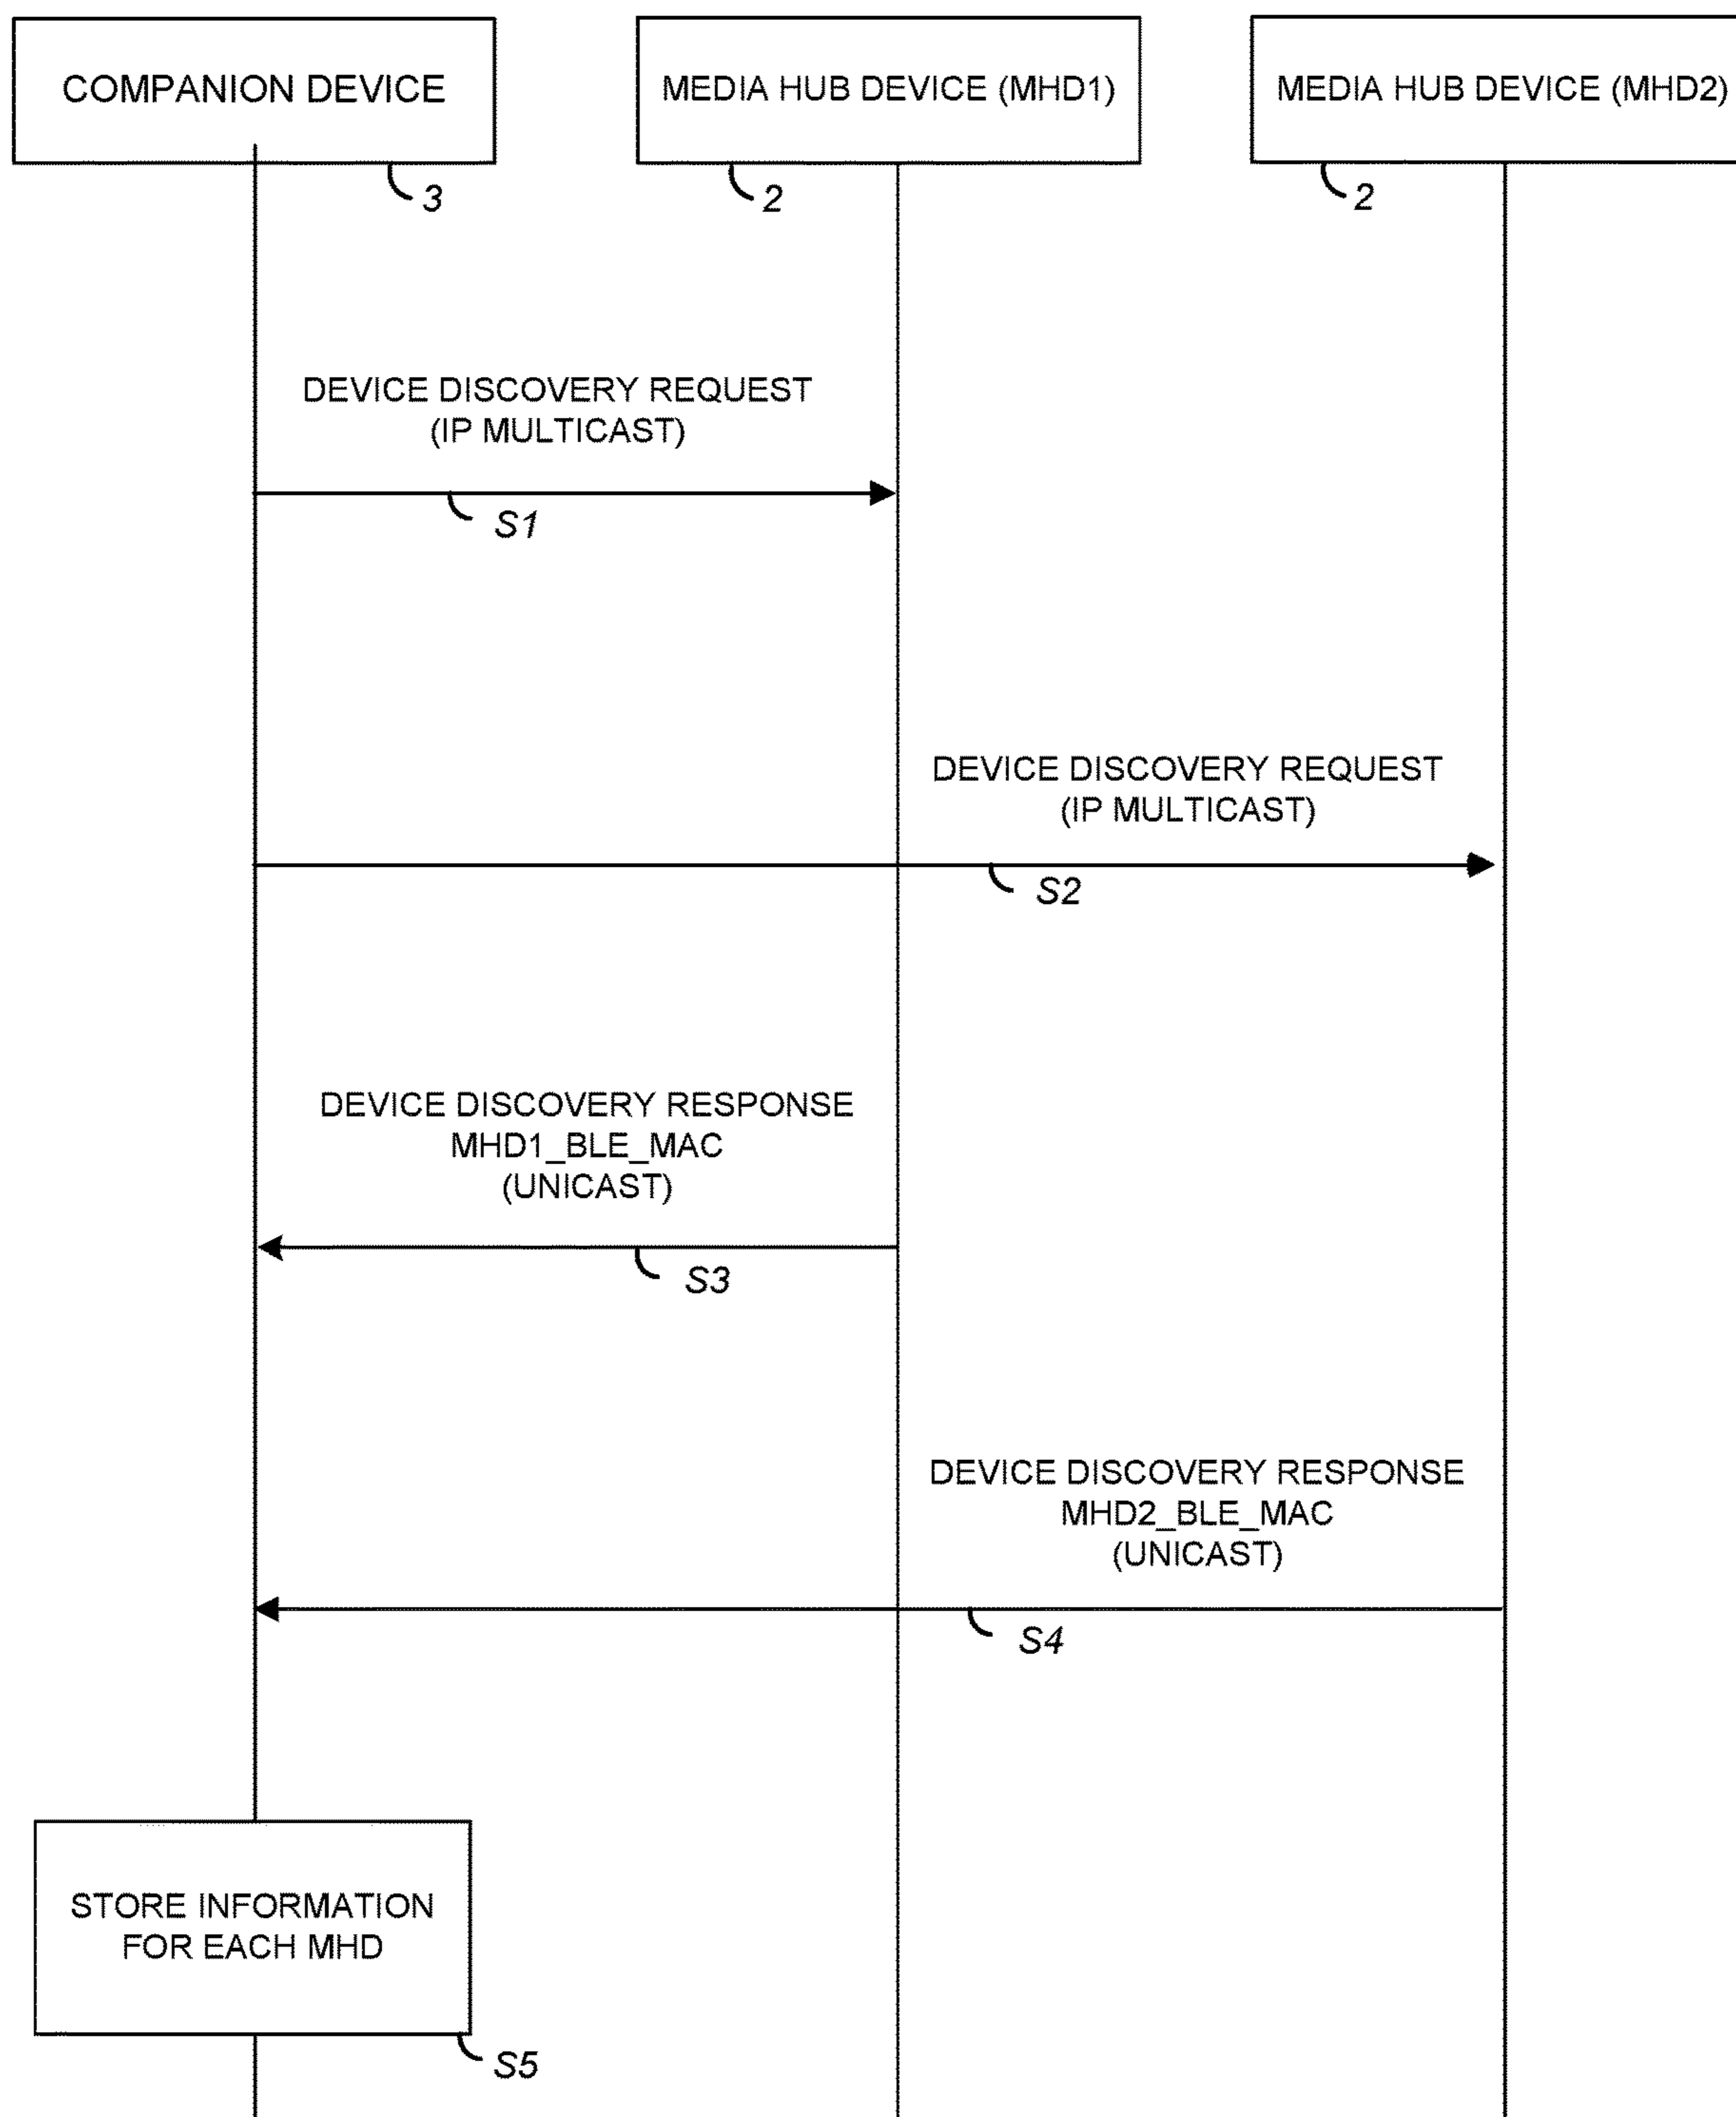 COMPANION DEVICE
MEDIA HUB DEVICE (MHD1)
MEDIA HUB DEVICE (MHD2)
3
2
2
DEVICE DISCOVERY REQUEST
(IP MULTICAST)
S1
DEVICE DISCOVERY REQUEST
(IP MULTICAST)
S2
DEVICE DISCOVERY RESPONSE
MHD1_BLE_MAC
(UNICAST)
S3
DEVICE DISCOVERY RESPONSE
MHD2_BLE_MAC
(UNICAST)
S4
STORE INFORMATION
FOR EACH MHD
S5